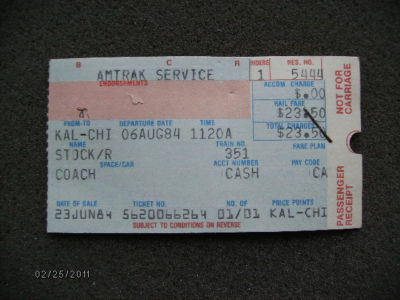 B C R RIDERS RES. NO.
AMTRAK SERVICE 1 5444
ENDORSEMENTS ACCOM. CHARGE
$.00
RAIL FARE
$23.50
FROM-TO DEPARTURE DATE TIME TOTAL CHARGE
KAL-CHI 06AUG84 1120A $23.50
NAME TRAIN NO. FARE PLAN
STOCK/R 351
SPACE/CAR ACCT NUMBER PAY CODE
COACH CASH CA
DATE OF SALE TICKET NO. NO. OF PRICE POINTS
23JUN84 5620066264 01/01 KAL-CHI
SUBJECT TO CONDITIONS ON REVERSE
NOT FOR
CARRIAGE
PASSENGER
RECEIPT
02/25/2011